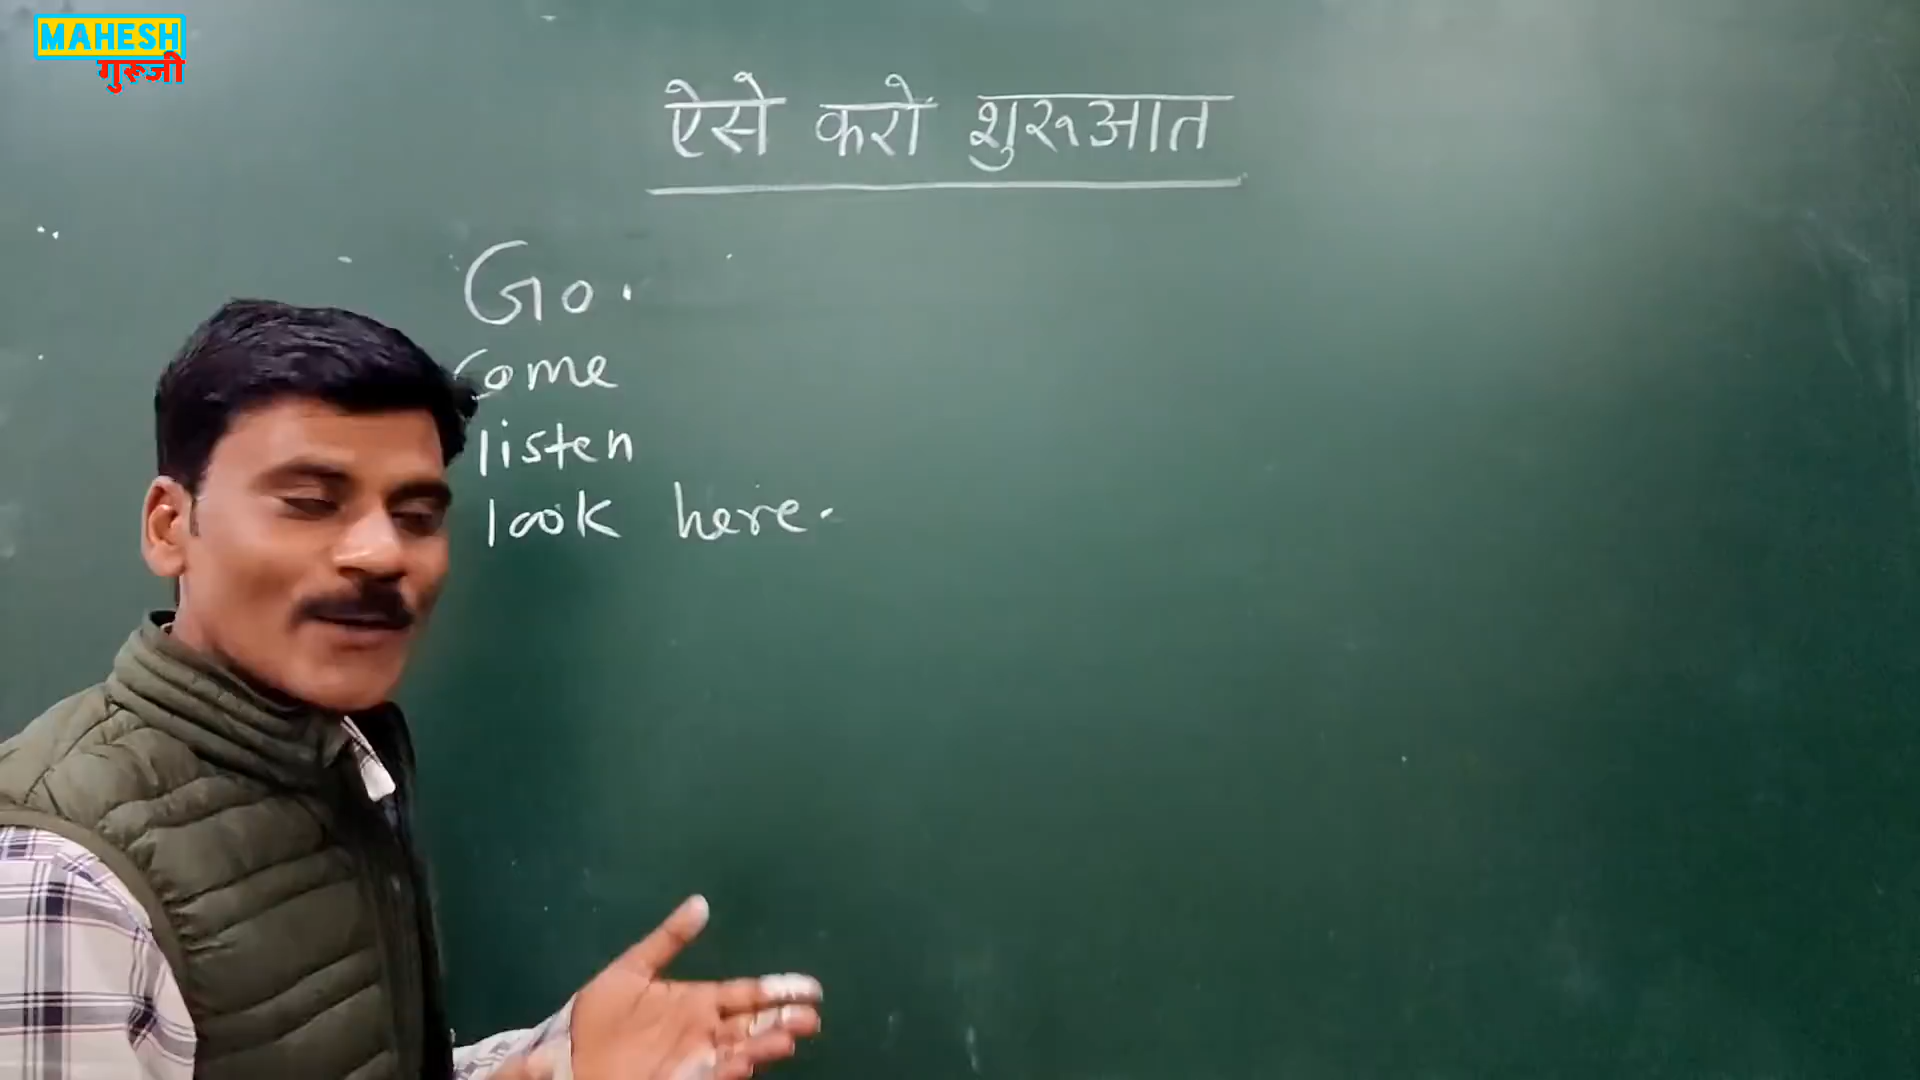 MAHESH
गुरूजी
ऐसे करो शुरूआत
Go.
Come
listen
look here.